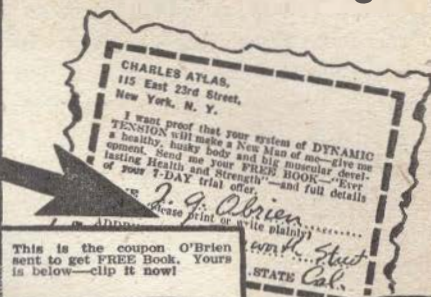 CHARLES ATLAS,
115 East 23rd Street,
New York, N. Y.
I want proof that your system of DYNAMIC
TENSION will make a New Man of me—give me
a healthy, husky body and big muscular devel-
opment. Send me your FREE BOOK—"Ever-
lasting Health and Strength"—and full details
of your 7-DAY trial offer.
J. G. Obrien
please print or write plainly)
Street
STATE Cal.
This is the coupon O'Brien
sent to get FREE Book. Yours
is below—clip it now!